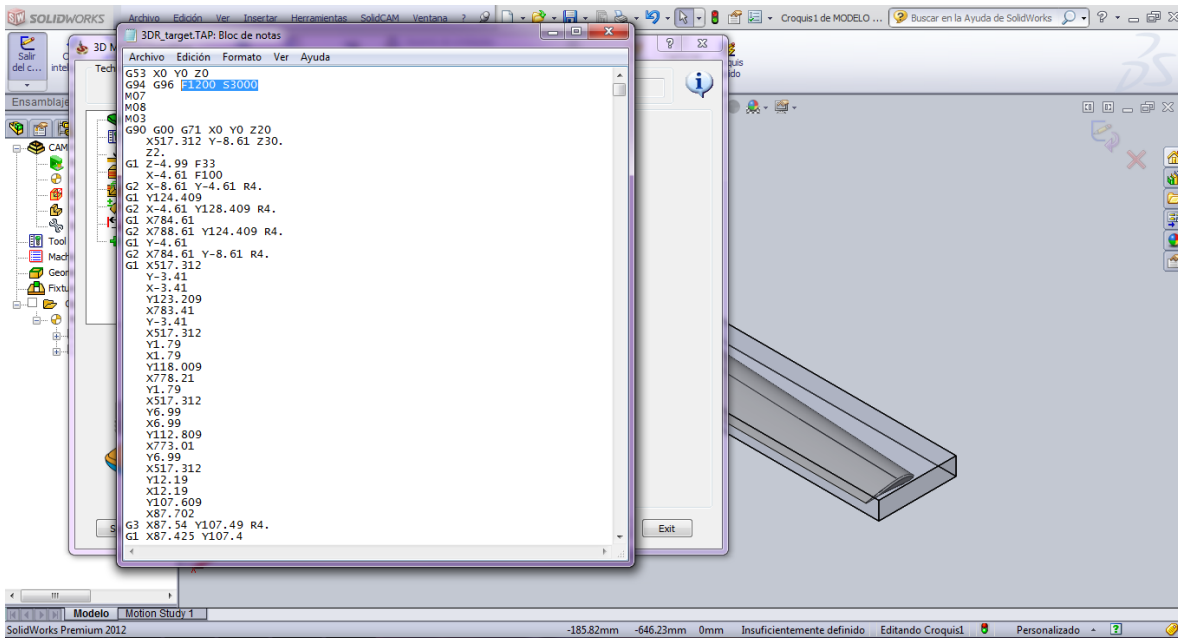 SOLIDWORKS
Archivo Edición Ver Insertar Herramientas SolidCAM Ventana ?
Croquis1 de MODELO ...
Buscar en la Ayuda de SolidWorks
Salir
del c...
intel
3D M
3DR_target.TAP: Bloc de notas
Tech
Archivo Edición Formato Ver Ayuda
Ensamblaje
G53 X0 Y0 Z0
G94 G96 F1200 S3000
M07
M08
M03
G90 G00 G71 X0 Y0 Z20
X517.312 Y-8.61 Z30.
Z2.
G1 Z-4.99 F33
X-4.61 F100
G2 X-8.61 Y-4.61 R4.
G1 Y124.409
G2 X-4.61 Y128.409 R4.
G1 X784.61
G2 X788.61 Y124.409 R4.
G1 Y-4.61
G2 X784.61 Y-8.61 R4.
G1 X517.312
Y-3.41
X-3.41
Y123.209
X783.41
Y-3.41
X517.312
Y1.79
X1.79
Y118.009
X778.21
Y1.79
X517.312
Y6.99
X6.99
Y112.809
X773.01
Y6.99
X517.312
Y12.19
X12.19
Y107.609
X87.702
G3 X87.54 Y107.49 R4.
G1 X87.425 Y107.4
CAM
Tool
Mach
Geon
Fixtu
Exit
Modelo
Motion Study 1
SolidWorks Premium 2012
-185.82mm -646.23mm 0mm Insuficientemente definido Editando Croquis1 Personalizado